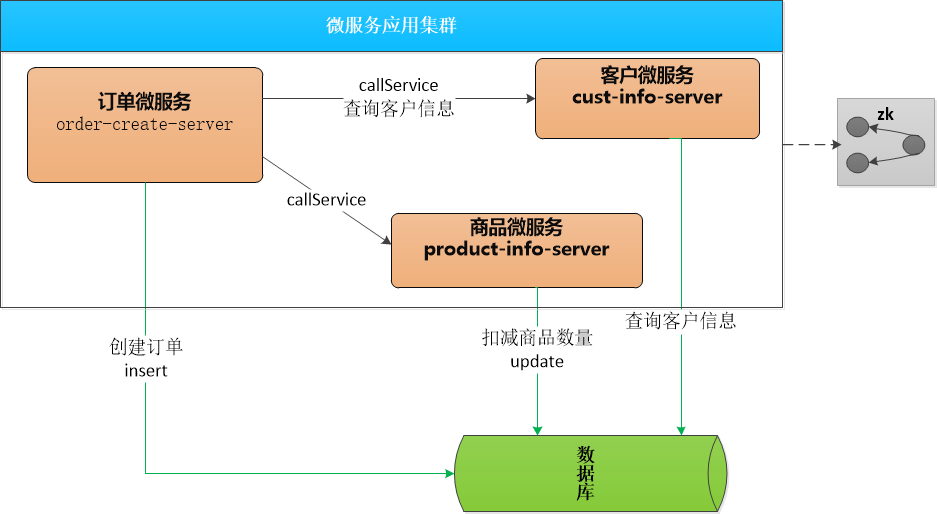 微服务应用集群
订单微服务
order-create-server
callService
查询客户信息
客户微服务
cust-info-server
zk
callService
商品微服务
product-info-server
创建订单
insert
扣减商品数量
update
查询客户信息
数
据
库